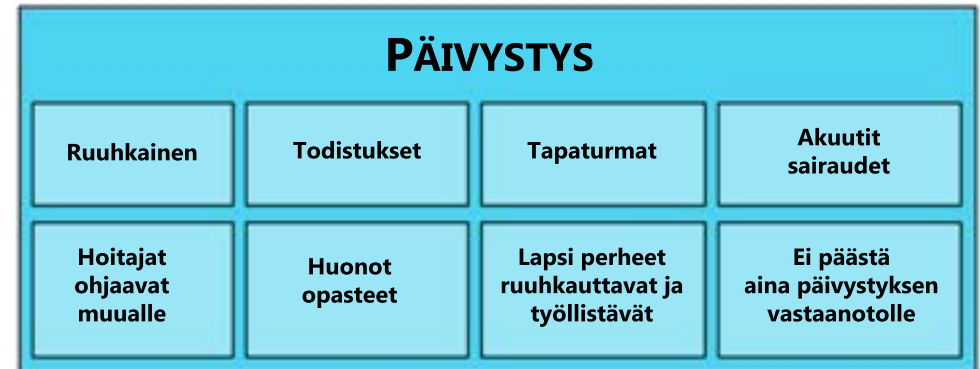 PÄIVYSTYS
Ruuhkainen
Todistukset
Tapaturmat
Akuutit
sairaudet
Hoitajat
ohjaavat
muualle
Huonot
opasteet
Lapsi perheet
ruuhkauttavat ja
työllistävät
Ei päästä
aina päivystyksen
vastaanotolle